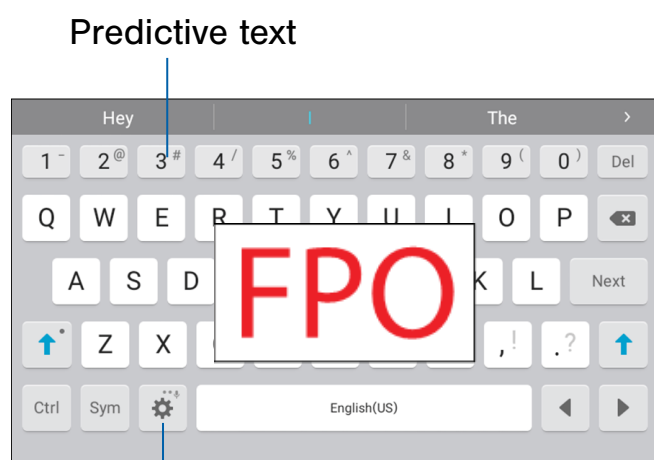 Predictive text
Hey I The >
1 - 2 @ 3 # 4 / 5 % 6 ^ 7 & 8 * 9 ( 0 ) Del
Q W E R T Y U I O P
A S D K L Next
FPO
Z X , ! . ?
Ctrl Sym English(US)